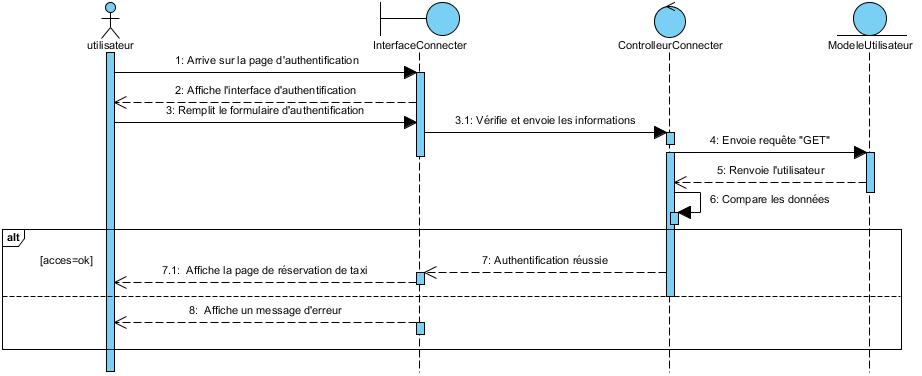 utilisateur
InterfaceConnecter
ControlleurConnecter
ModeleUtilisateur
1: Arrive sur la page d'authentification
2: Affiche l'interface d'authentification
3: Remplit le formulaire d'authentification
3.1: Vérifie et envoie les informations
4: Envoie requête "GET"
5: Renvoie l'utilisateur
6: Compare les données
alt
[acces=ok]
7: Authentification réussie
7.1: Affiche la page de réservation de taxi
8: Affiche un message d'erreur